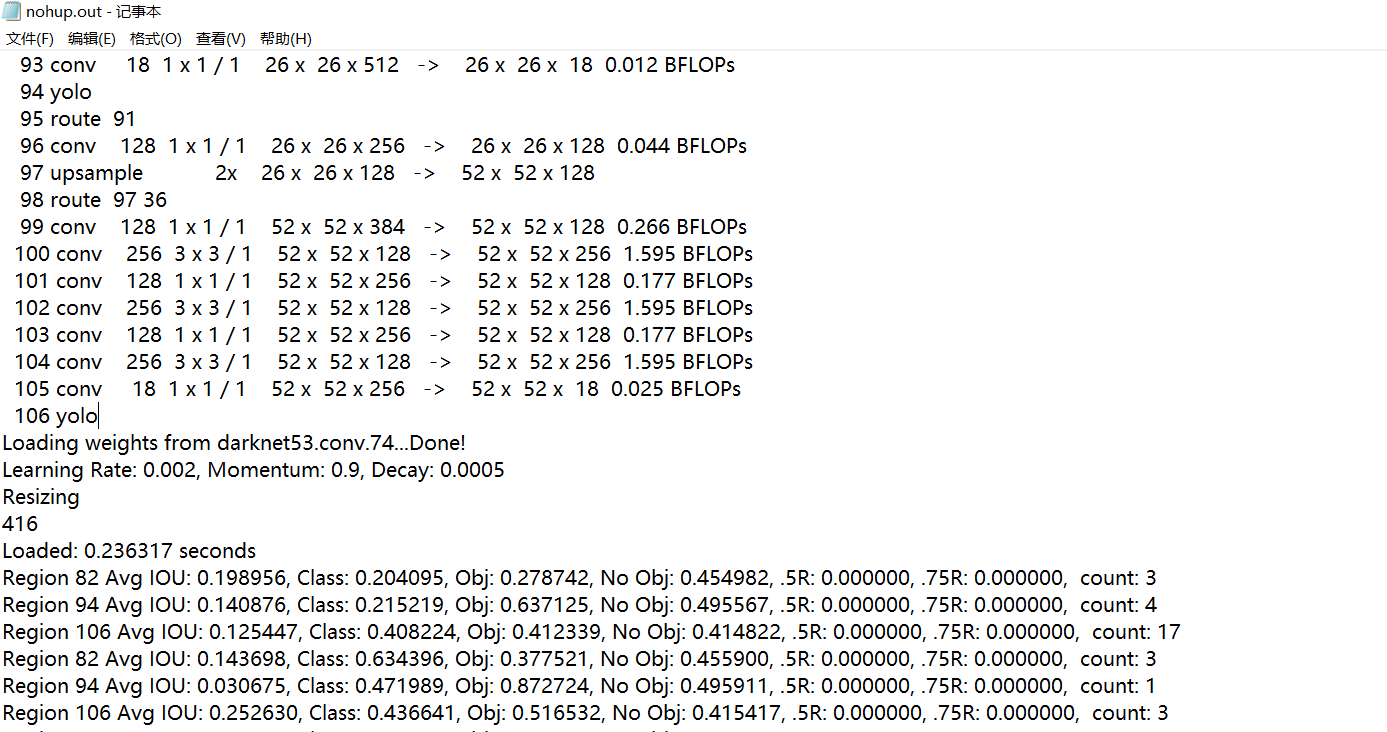 nohup.out - 记事本
文件(F) 编辑(E) 格式(O) 查看(V) 帮助(H)
93 conv 18 1 x 1 / 1 26 x 26 x 512 -> 26 x 26 x 18 0.012 BFLOPs
94 yolo
95 route 91
96 conv 128 1 x 1 / 1 26 x 26 x 256 -> 26 x 26 x 128 0.044 BFLOPs
97 upsample 2x 26 x 26 x 128 -> 52 x 52 x 128
98 route 97 36
99 conv 128 1 x 1 / 1 52 x 52 x 384 -> 52 x 52 x 128 0.266 BFLOPs
100 conv 256 3 x 3 / 1 52 x 52 x 128 -> 52 x 52 x 256 1.595 BFLOPs
101 conv 128 1 x 1 / 1 52 x 52 x 256 -> 52 x 52 x 128 0.177 BFLOPs
102 conv 256 3 x 3 / 1 52 x 52 x 128 -> 52 x 52 x 256 1.595 BFLOPs
103 conv 128 1 x 1 / 1 52 x 52 x 256 -> 52 x 52 x 128 0.177 BFLOPs
104 conv 256 3 x 3 / 1 52 x 52 x 128 -> 52 x 52 x 256 1.595 BFLOPs
105 conv 18 1 x 1 / 1 52 x 52 x 256 -> 52 x 52 x 18 0.025 BFLOPs
106 yolo
Loading weights from darknet53.conv.74...Done!
Learning Rate: 0.002, Momentum: 0.9, Decay: 0.0005
Resizing
416
Loaded: 0.236317 seconds
Region 82 Avg IOU: 0.198956, Class: 0.204095, Obj: 0.278742, No Obj: 0.454982, .5R: 0.000000, .75R: 0.000000, count: 3
Region 94 Avg IOU: 0.140876, Class: 0.215219, Obj: 0.637125, No Obj: 0.495567, .5R: 0.000000, .75R: 0.000000, count: 4
Region 106 Avg IOU: 0.125447, Class: 0.408224, Obj: 0.412339, No Obj: 0.414822, .5R: 0.000000, .75R: 0.000000, count: 17
Region 82 Avg IOU: 0.143698, Class: 0.634396, Obj: 0.377521, No Obj: 0.455900, .5R: 0.000000, .75R: 0.000000, count: 3
Region 94 Avg IOU: 0.030675, Class: 0.471989, Obj: 0.872724, No Obj: 0.495911, .5R: 0.000000, .75R: 0.000000, count: 1
Region 106 Avg IOU: 0.252630, Class: 0.436641, Obj: 0.516532, No Obj: 0.415417, .5R: 0.000000, .75R: 0.000000, count: 3